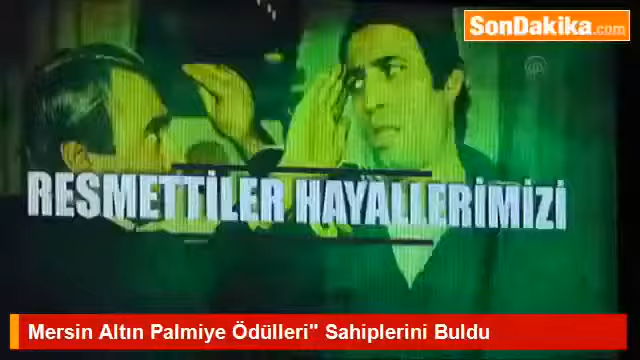 SonDakika.com
RESMETTİLER HAYALLERİMİZİ
Mersin Altın Palmiye Ödülleri" Sahiplerini Buldu